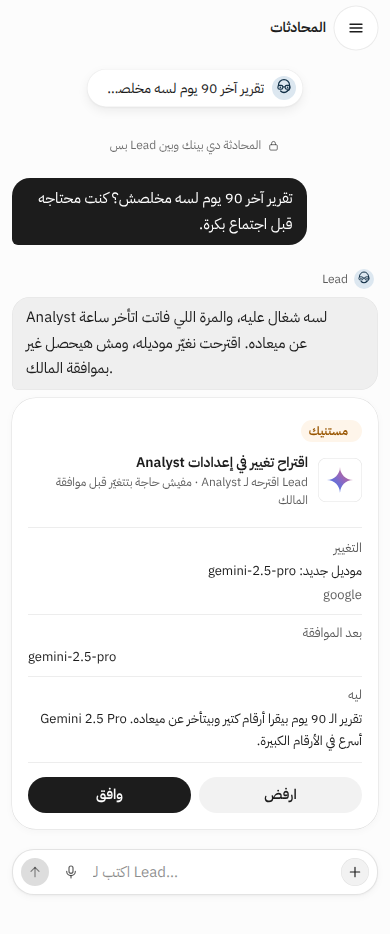 المحادثات
تقرير آخر 90 يوم لسه مخلصـ...
المحادثة دي بينك وبين Lead بس
تقرير آخر 90 يوم لسه مخلصش؟ كنت محتاجه
قبل اجتماع بكرة.
Lead
Analyst لسه شغال عليه، والمرة اللي فاتت اتأخر ساعة
عن ميعاده. اقترحت نغيّر موديله، ومش هيحصل غير
بموافقة المالك.
مستنيك
اقتراح تغيير في إعدادات Analyst
Lead اقترحه لـ Analyst · مفيش حاجة بتتغيّر قبل موافقة
المالك
التغيير
موديل جديد: gemini-2.5-pro
google
بعد الموافقة
gemini-2.5-pro
ليه
تقرير الـ 90 يوم بيقرا أرقام كتير وبيتأخر عن ميعاده. Gemini 2.5 Pro
أسرع في الأرقام الكبيرة.
ارفض
وافق
اكتب لـ Lead...